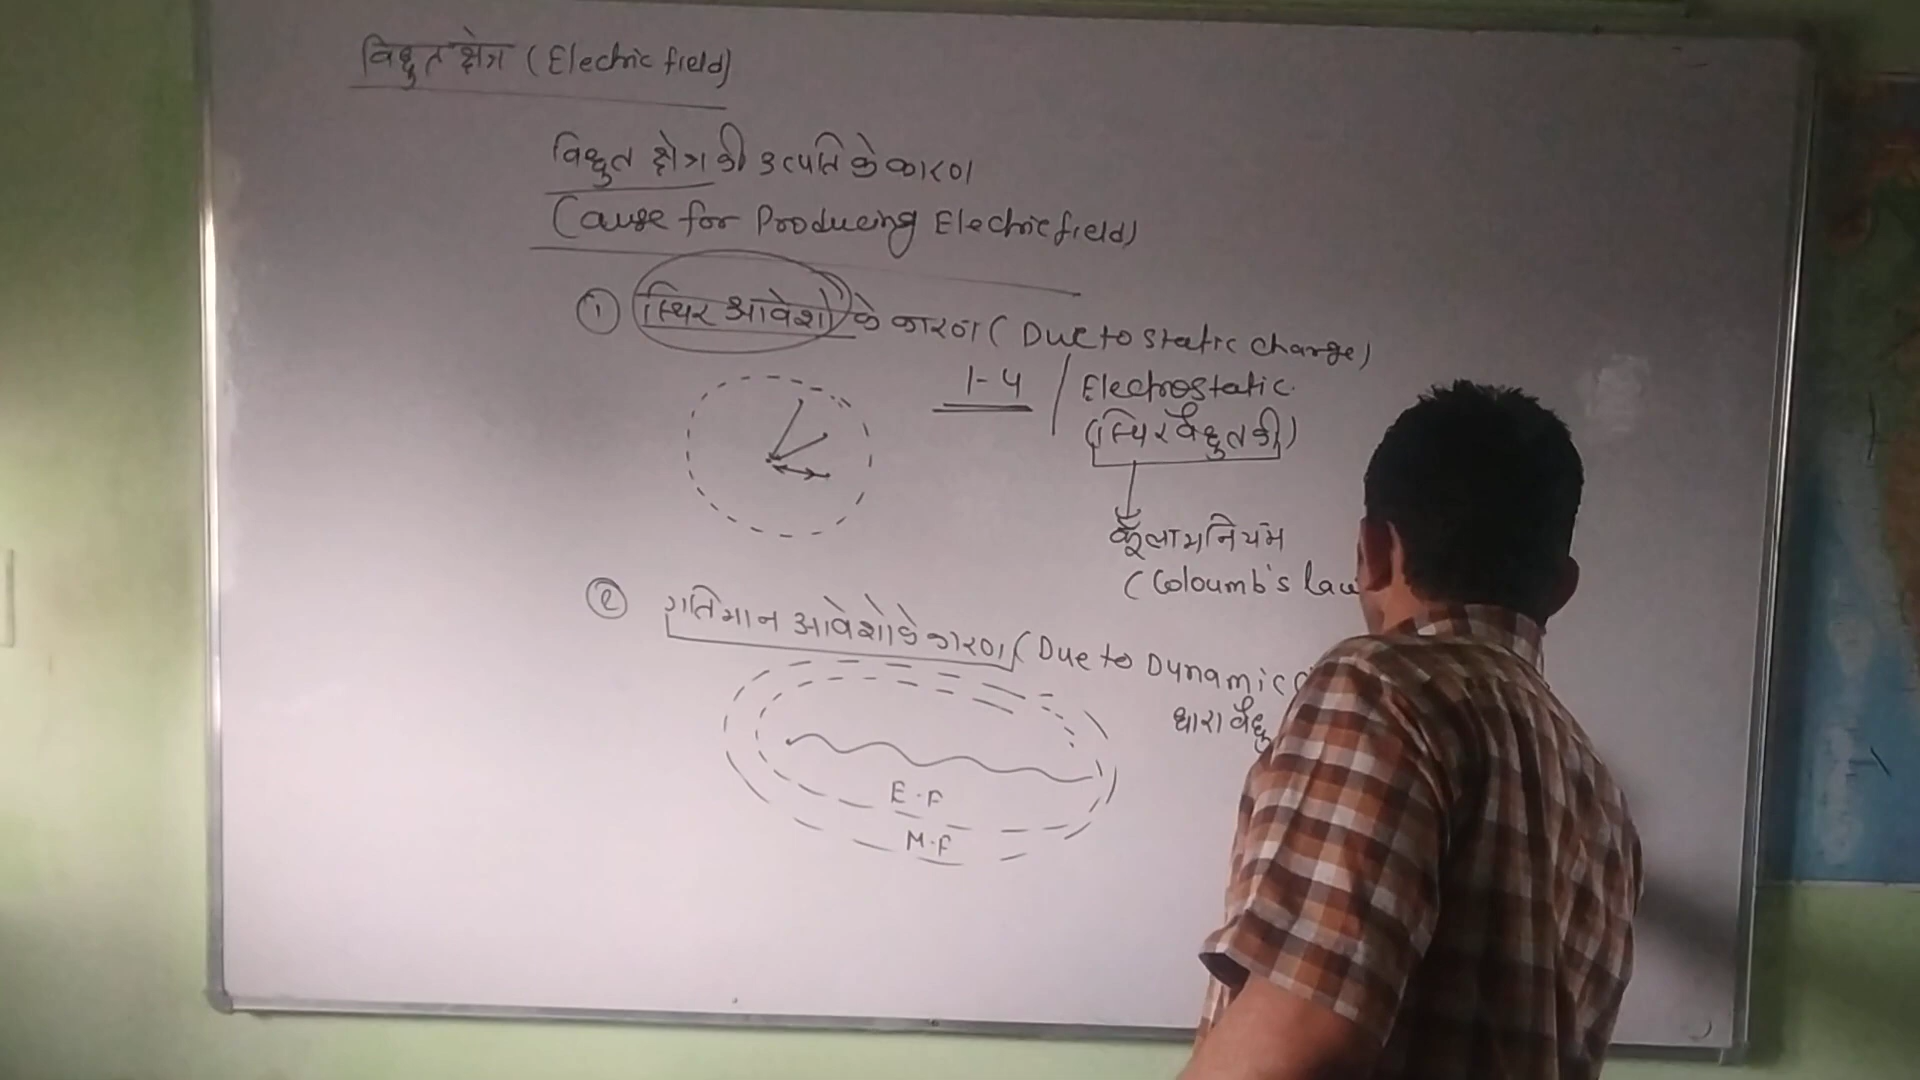 विधुत क्षेत्र (Electric field)
विधुत क्षेत्र की उत्पति के कारण
(Cause for Producing Electric field)
① स्थिर आवेशो के कारण (Due to static charge)
1-4 / Electrostatic
(स्थिर वैधुतकी)
कूलाम नियम
(Coloumb's law
② गतिमान आवेशो के कारण (Due to Dynamic
धारा वैधु
E.F
M.F